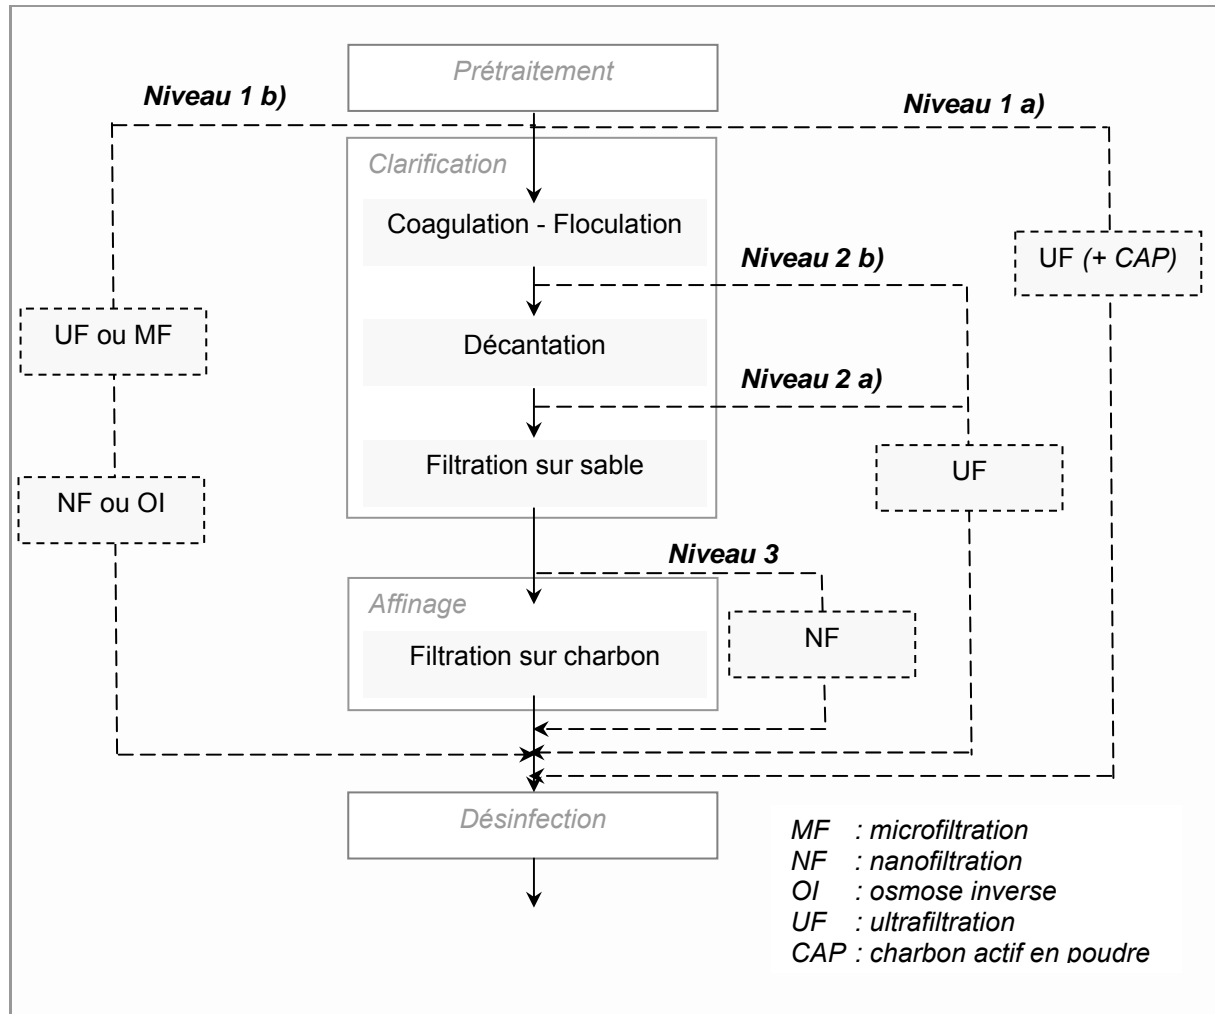 Prétraitement
Niveau 1 b)
Niveau 1 a)
Clarification
Coagulation - Floculation
Niveau 2 b)
UF (+ CAP)
UF ou MF
Décantation
Niveau 2 a)
Filtration sur sable
UF
NF ou OI
Niveau 3
Affinage
NF
Filtration sur charbon
Désinfection
MF : microfiltration
NF : nanofiltration
OI : osmose inverse
UF : ultrafiltration
CAP : charbon actif en poudre